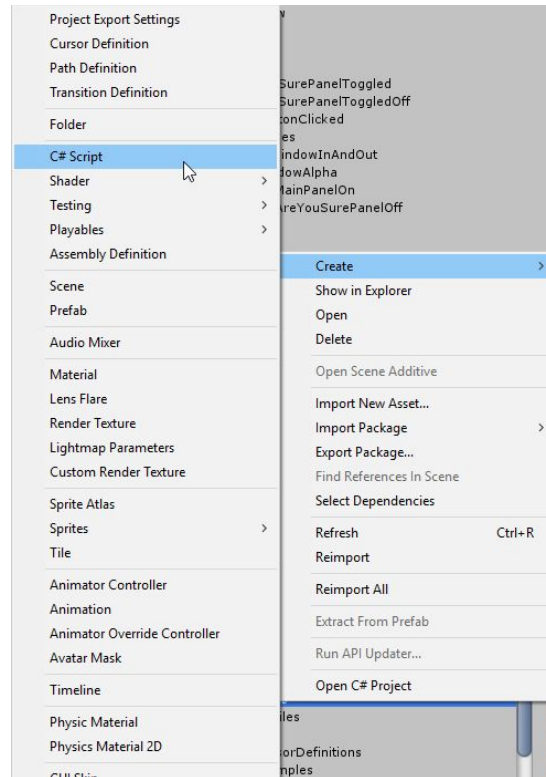 Project Export Settings
Cursor Definition
Path Definition
Transition Definition
Folder
C# Script
Shader
Testing
Playables
Assembly Definition
Scene
Prefab
Audio Mixer
Material
Lens Flare
Render Texture
Lightmap Parameters
Custom Render Texture
Sprite Atlas
Sprites
Tile
Animator Controller
Animation
Animator Override Controller
Avatar Mask
Timeline
Physic Material
Physics Material 2D
SurePanelToggled
SurePanelToggledOff
onClicked
es
indowInAndOut
dowAlpha
MainPanelOn
AreYouSurePanelOff
Create
Show in Explorer
Open
Delete
Open Scene Additive
Import New Asset...
Import Package
Export Package...
Find References In Scene
Select Dependencies
Refresh Ctrl+R
Reimport
Reimport All
Extract From Prefab
Run API Updater...
Open C# Project
iles
sorDefinitions
mples